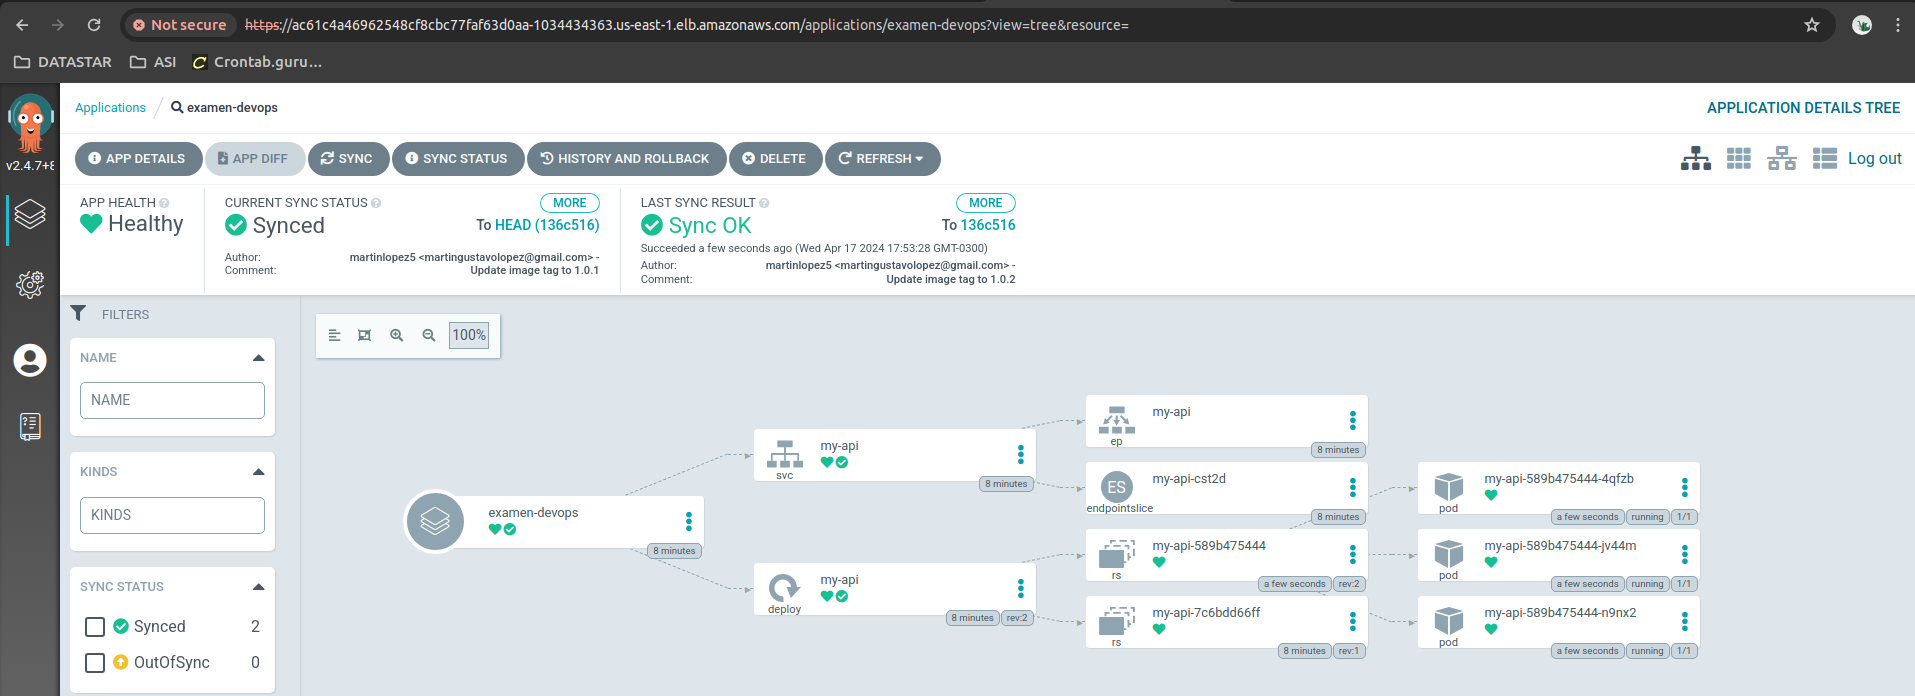 Not secure https://ac61c4a46962548cf8cbc77faf63d0aa-1034434363.us-east-1.elb.amazonaws.com/applications/examen-devops?view=tree&resource=
DATASTAR ASI Crontab.guru...
v2.4.7+8
Applications / examen-devops
APPLICATION DETAILS TREE
APP DETAILS APP DIFF SYNC SYNC STATUS HISTORY AND ROLLBACK DELETE REFRESH
Log out
APP HEALTH
Healthy
CURRENT SYNC STATUS MORE
Synced To HEAD (136c516)
Author: martinlopez5 <martingustavolopez@gmail.com> -
Comment: Update image tag to 1.0.1
LAST SYNC RESULT MORE
Sync OK To 136c516
Succeeded a few seconds ago (Wed Apr 17 2024 17:53:28 GMT-0300)
Author: martinlopez5 <martingustavolopez@gmail.com> -
Comment: Update image tag to 1.0.2
FILTERS
NAME
NAME
KINDS
KINDS
SYNC STATUS
Synced 2
OutOfSync 0
100%
examen-devops
8 minutes
my-api
svc
8 minutes
my-api
deploy
8 minutes rev:2
my-api
ep
8 minutes
ES
my-api-cst2d
endpointslice
8 minutes
my-api-589b475444
rs
a few seconds rev:2
my-api-7c6bdd66ff
rs
8 minutes rev:1
my-api-589b475444-4qfzb
pod
a few seconds running 1/1
my-api-589b475444-jv44m
pod
a few seconds running 1/1
my-api-589b475444-n9nx2
pod
a few seconds running 1/1